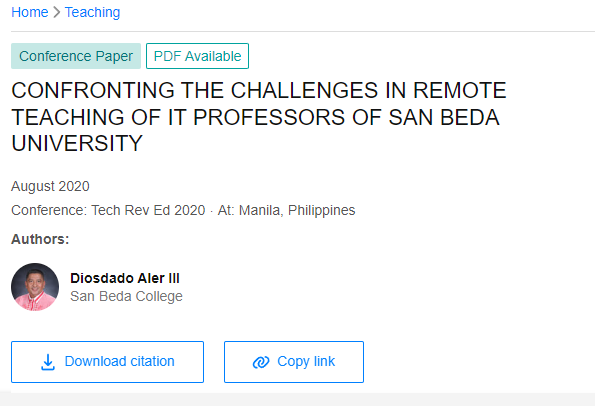 Home > Teaching
Conference Paper PDF Available
CONFRONTING THE CHALLENGES IN REMOTE
TEACHING OF IT PROFESSORS OF SAN BEDA
UNIVERSITY
August 2020
Conference: Tech Rev Ed 2020 · At: Manila, Philippines
Authors:
Diosdado Aler III
San Beda College
Download citation Copy link